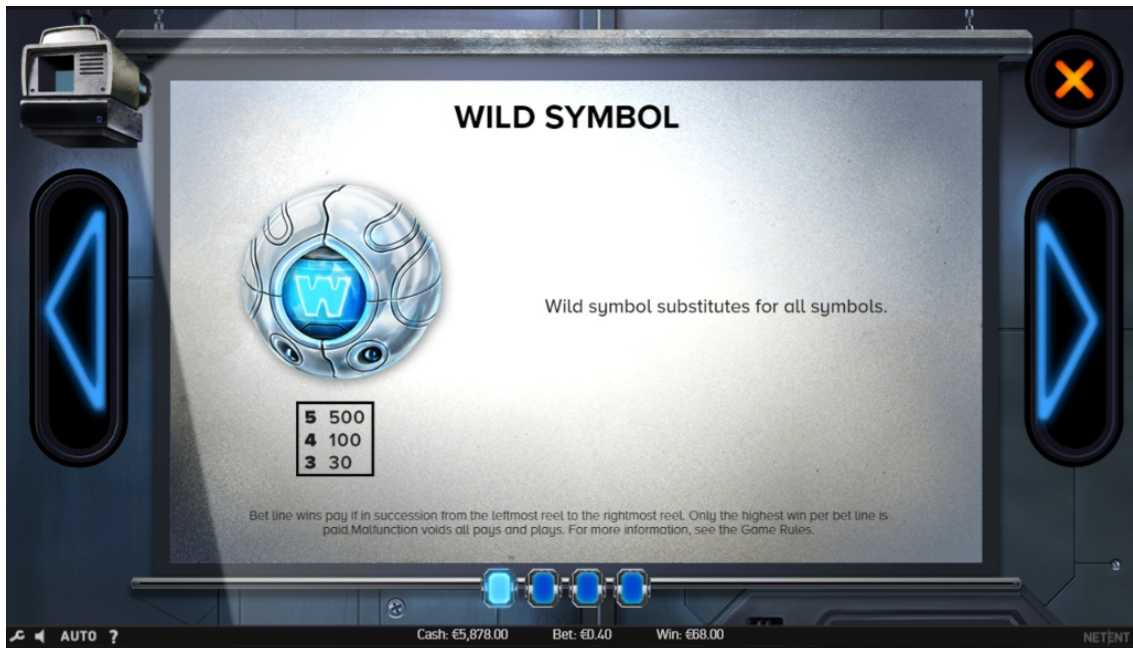 WILD SYMBOL
W
Wild symbol substitutes for all symbols.
5 500
4 100
3 30
Bet line wins pay if in succession from the leftmost reel to the rightmost reel. Only the highest win per bet line is
paid.Malfunction voids all pays and plays. For more information, see the Game Rules.
AUTO ? Cash: €5,878.00 Bet: €0.40 Win: €68.00 NETENT